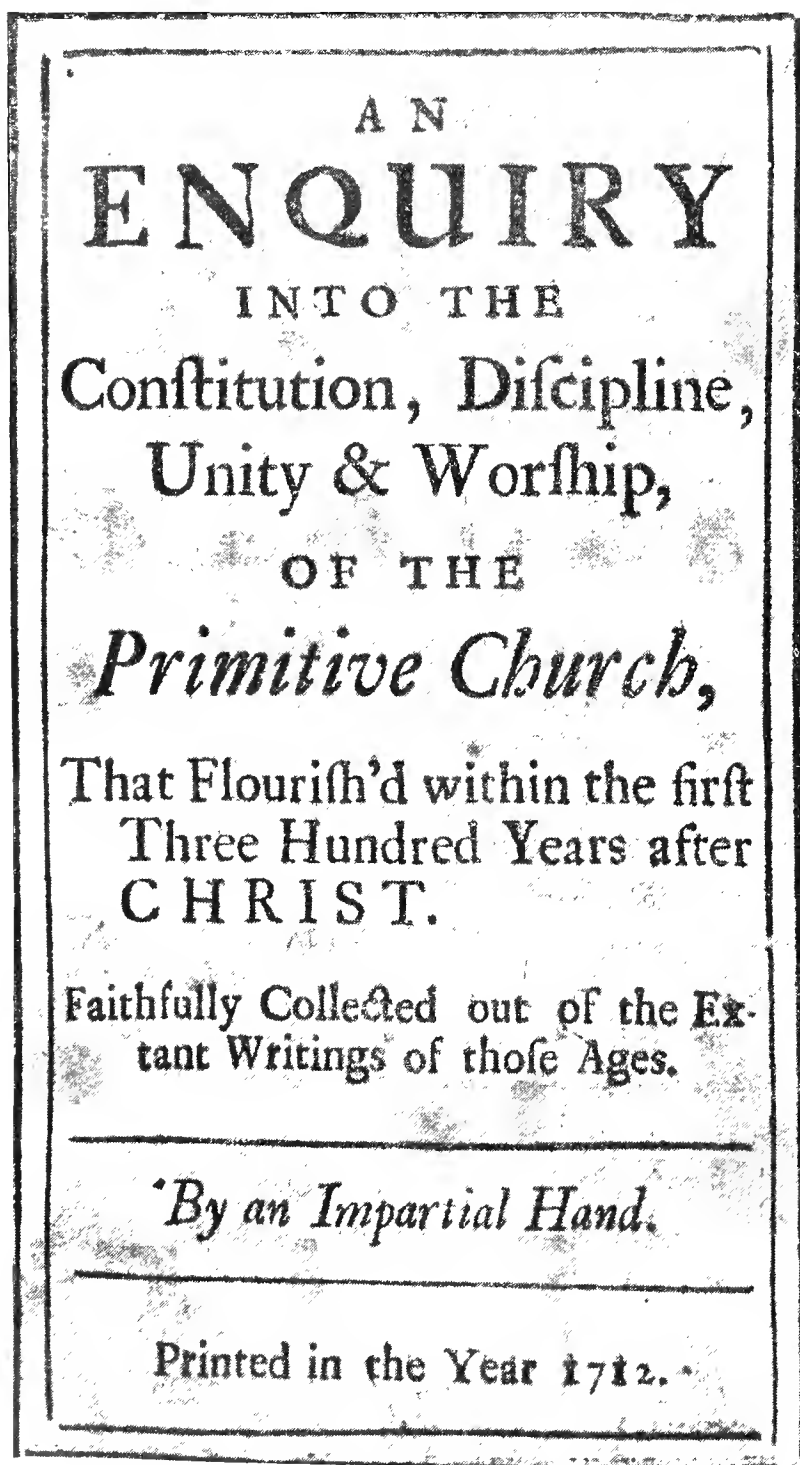 AN
ENQUIRY
INTO THE
Conſtitution, Diſcipline,
Unity & Worſhip,
OF THE
Primitive Church,
That Flouriſh'd within the firſt
Three Hundred Years after
CHRIST.
Faithfully Collected out of the Ex-
tant Writings of thoſe Ages.
By an Impartial Hand.
Printed in the Year 1712.